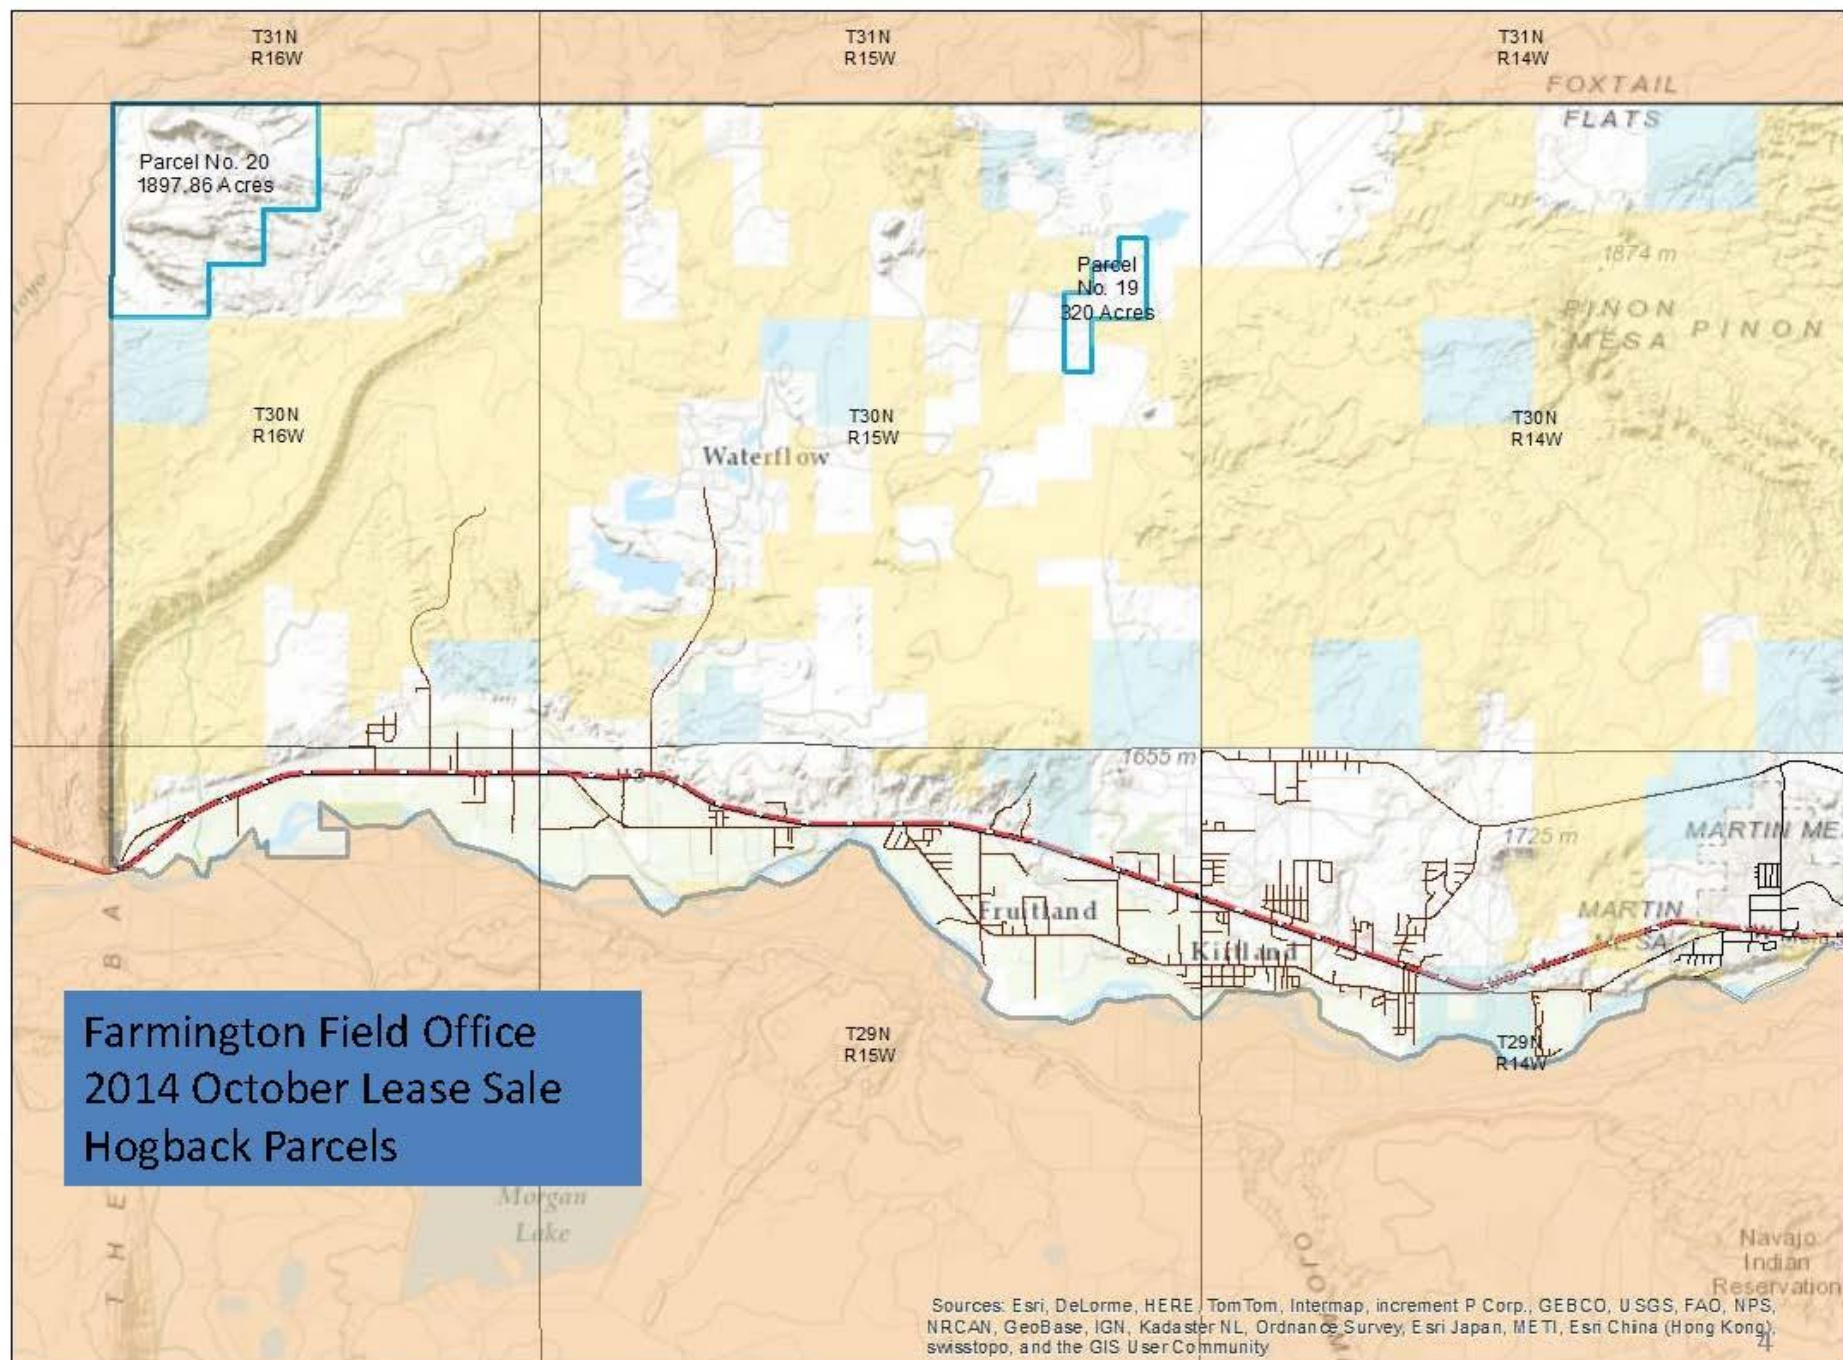 T31N
R16W
T31N
R15W
T31N
R14W
FOXTAIL
FLATS
Parcel No. 20
1897.86 Acres
Parcel
No. 19
320 Acres
1874 m
PINON
MESA
PINON
T30N
R16W
T30N
R15W
T30N
R14W
Waterflow
1655 m
1725 m
MARTIN ME
MARTIN
MESA
Fruitland
Kirtland
T29N
R15W
T29N
R14W
THE BA
Farmington Field Office
2014 October Lease Sale
Hogback Parcels
Morgan
Lake
Navajo
Indian
Reservation
Sources: Esri, DeLorme, HERE, TomTom, Intermap, increment P Corp., GEBCO, USGS, FAO, NPS,
NRCAN, GeoBase, IGN, Kadaster NL, Ordnance Survey, Esri Japan, METI, Esri China (Hong Kong),
swisstopo, and the GIS User Community
4